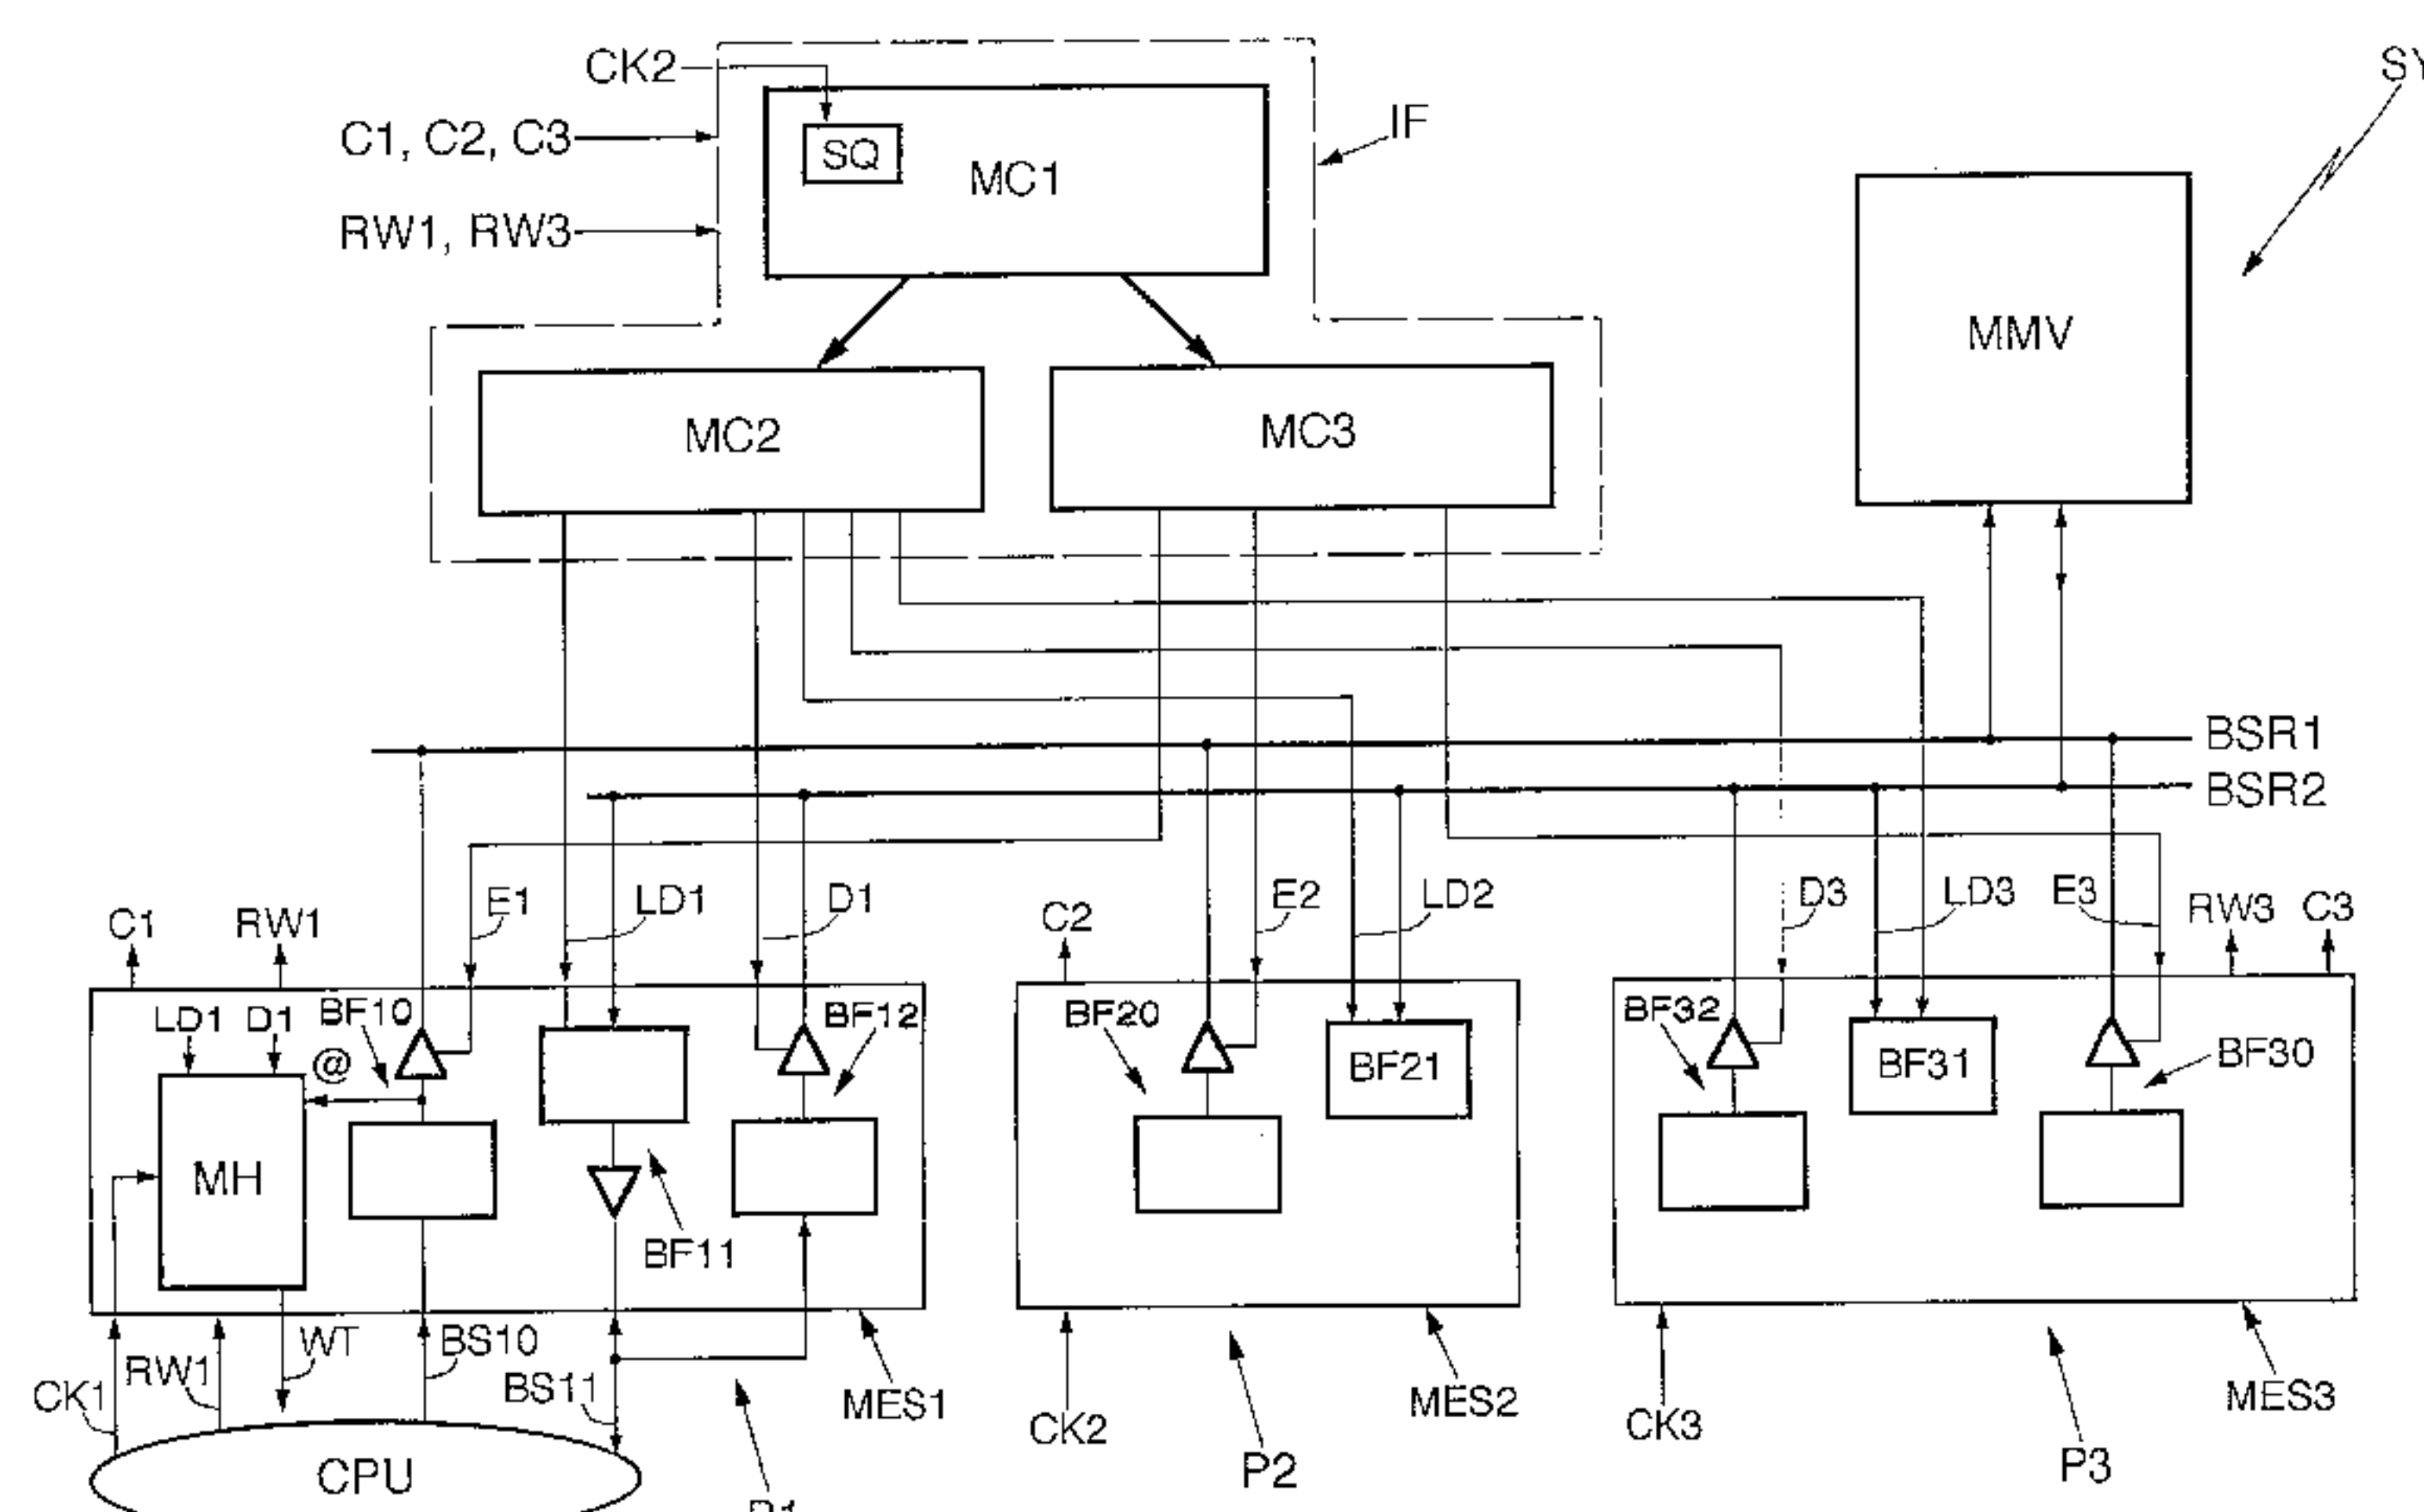 SY
CK2
IF
C1, C2, C3
SQ
MC1
RW1, RW3
MMV
MC2
MC3
BSR1
BSR2
E1
LD1
D1
E2
LD2
D3
LD3
E3
RW3
C3
C1
RW1
C2
LD1
D1
BF10
BF12
BF20
BF32
@
BF21
BF31
BF30
MH
BF11
WT
BS10
RW1
BS11
CK1
MES1
MES2
MES3
CK2
CK3
P2
P3
CPU